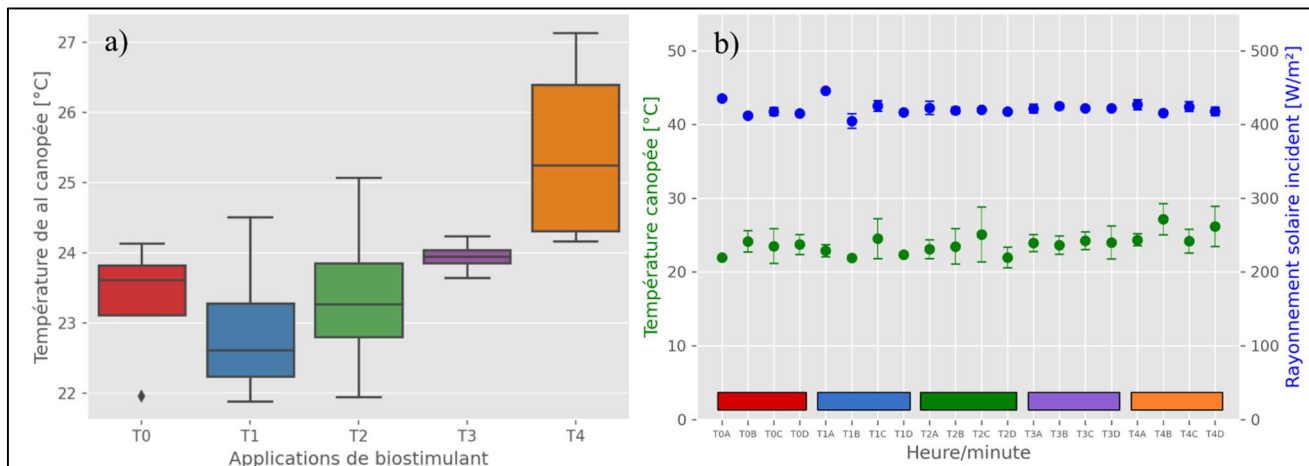 a)
Température de al canopée [°C]
27
26
25
24
23
22
T0 T1 T2 T3 T4
Applications de biostimulant
b)
Température canopée [°C]
50
40
30
20
10
0
Rayonnement solaire incident [W/m²]
500
400
300
200
100
0
T0A T0B T0C T0D T1A T1B T1C T1D T2A T2B T2C T2D T3A T3B T3C T3D T4A T4B T4C T4D
Heure/minute